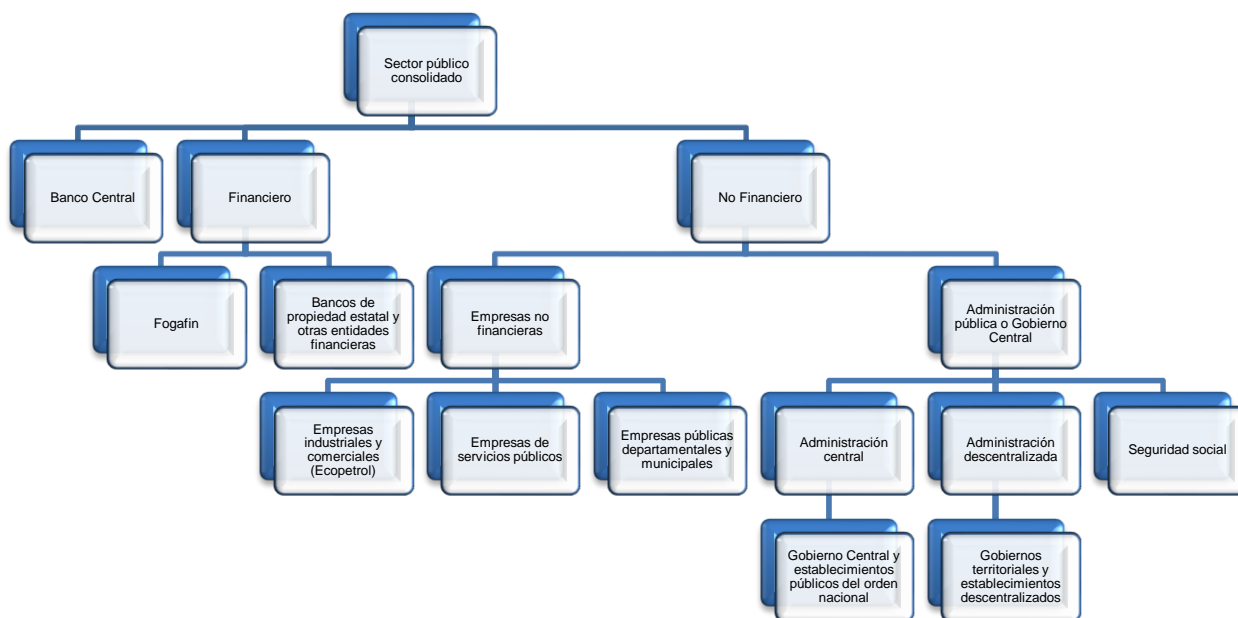 Sector público
consolidado
Banco Central
Financiero
No Financiero
Fogafin
Bancos de
propiedad estatal y
otras entidades
financieras
Empresas no
financieras
Administración
pública o Gobierno
Central
Empresas
industriales y
comerciales
(Ecopetrol)
Empresas de
servicios públicos
Empresas públicas
departamentales y
municipales
Administración
central
Administración
descentralizada
Seguridad social
Gobierno Central y
establecimientos
públicos del orden
nacional
Gobiernos
territoriales y
establecimientos
descentralizados